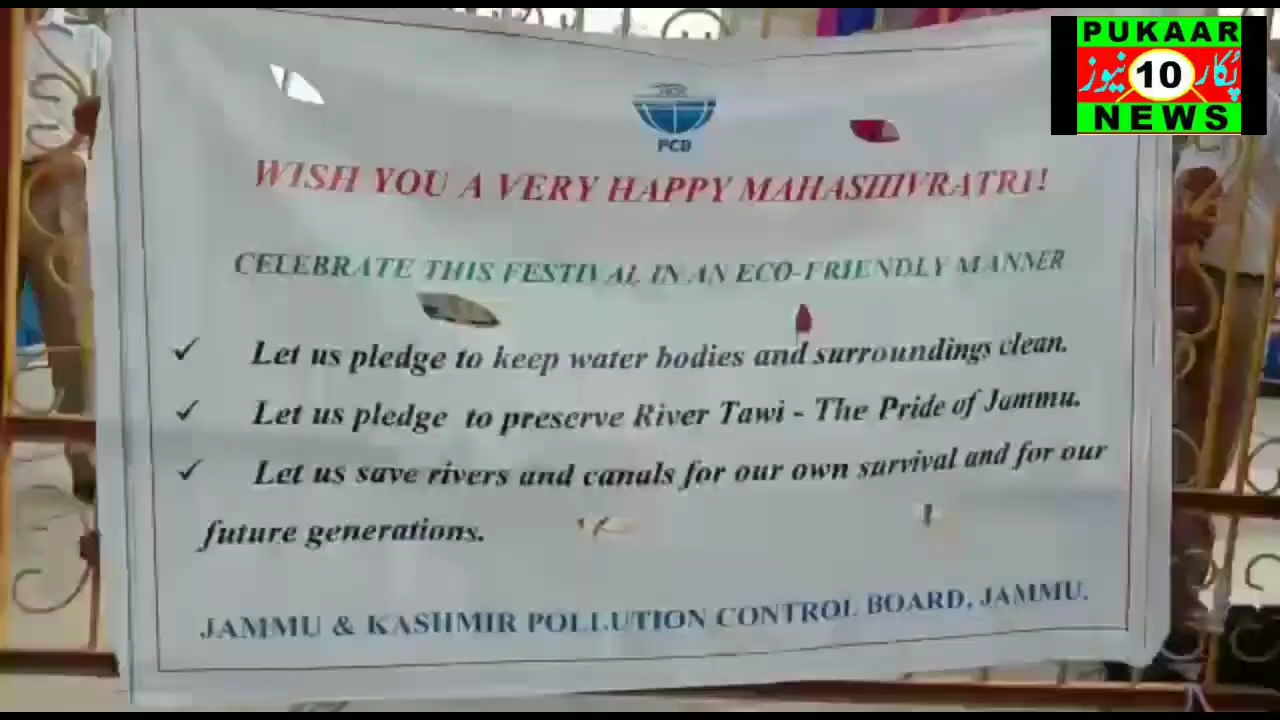 PUKAAR
پُکار 10 نیوز
NEWS
PCB
WISH YOU A VERY HAPPY MAHASHIVRATRI!
CELEBRATE THIS FESTIVAL IN AN ECO-FRIENDLY MANNER
✓ Let us pledge to keep water bodies and surroundings clean.
✓ Let us pledge to preserve River Tawi - The Pride of Jammu.
✓ Let us save rivers and canals for our own survival and for our
future generations.
JAMMU & KASHMIR POLLUTION CONTROL BOARD, JAMMU.